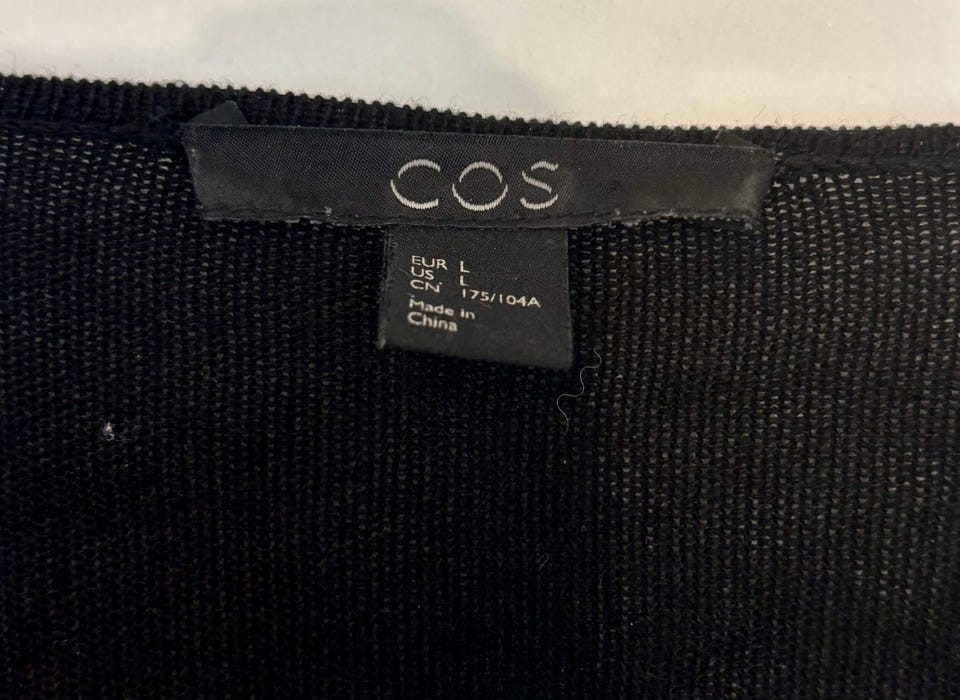 COS
EUR L
US L
CN 175/104A
Made in
China